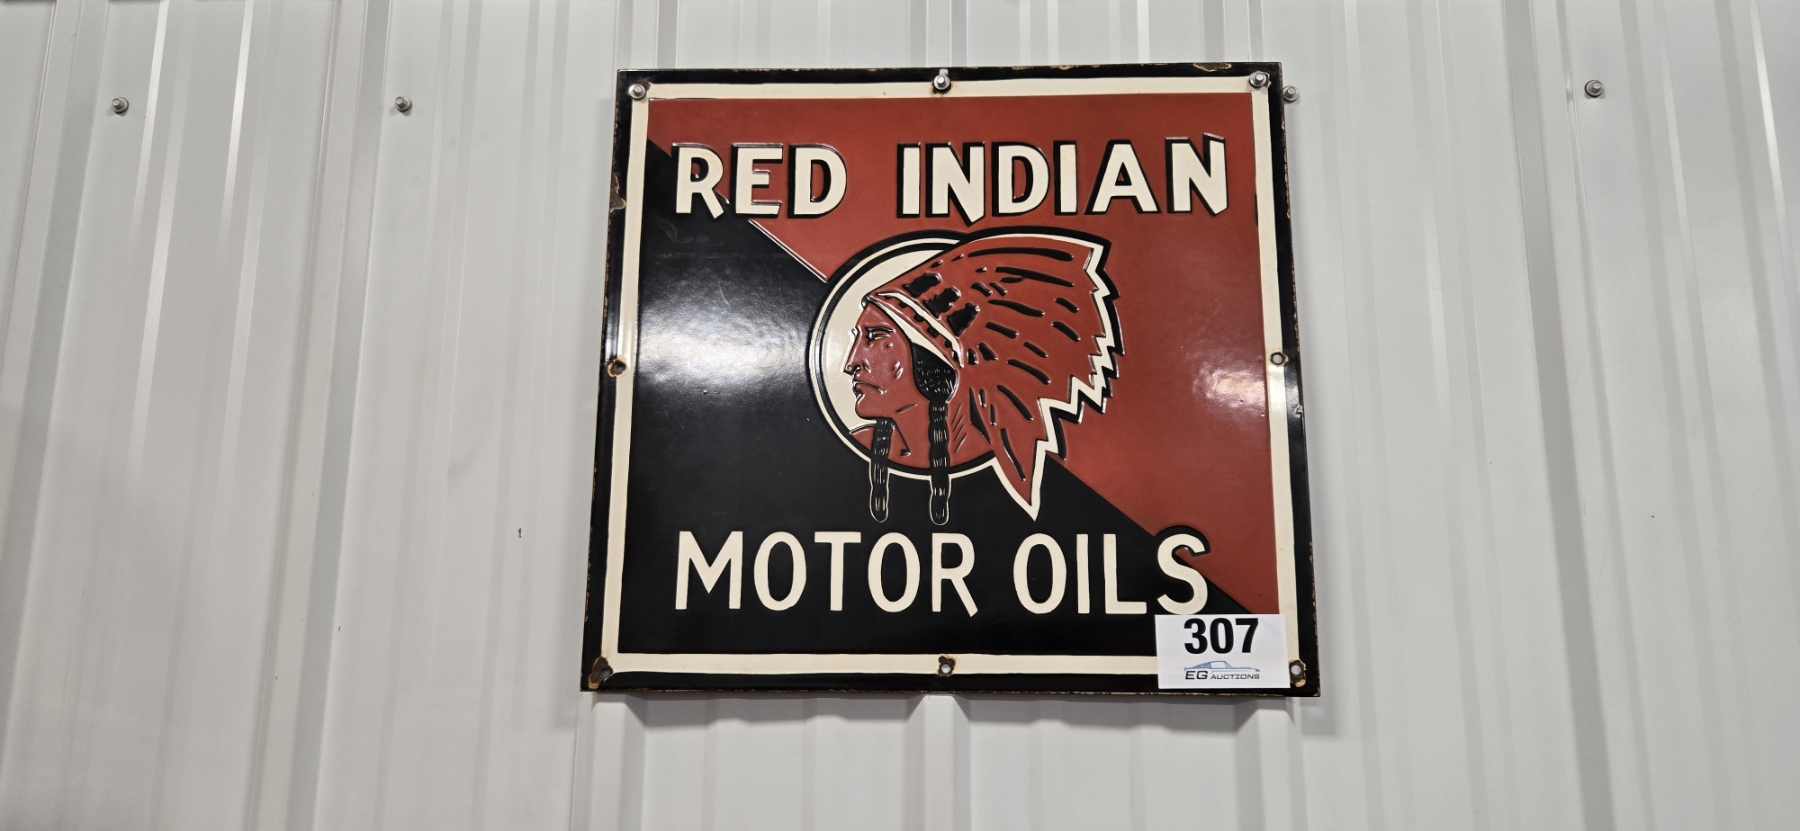 RED INDIAN
MOTOR OILS
307
EG AUCTIONS